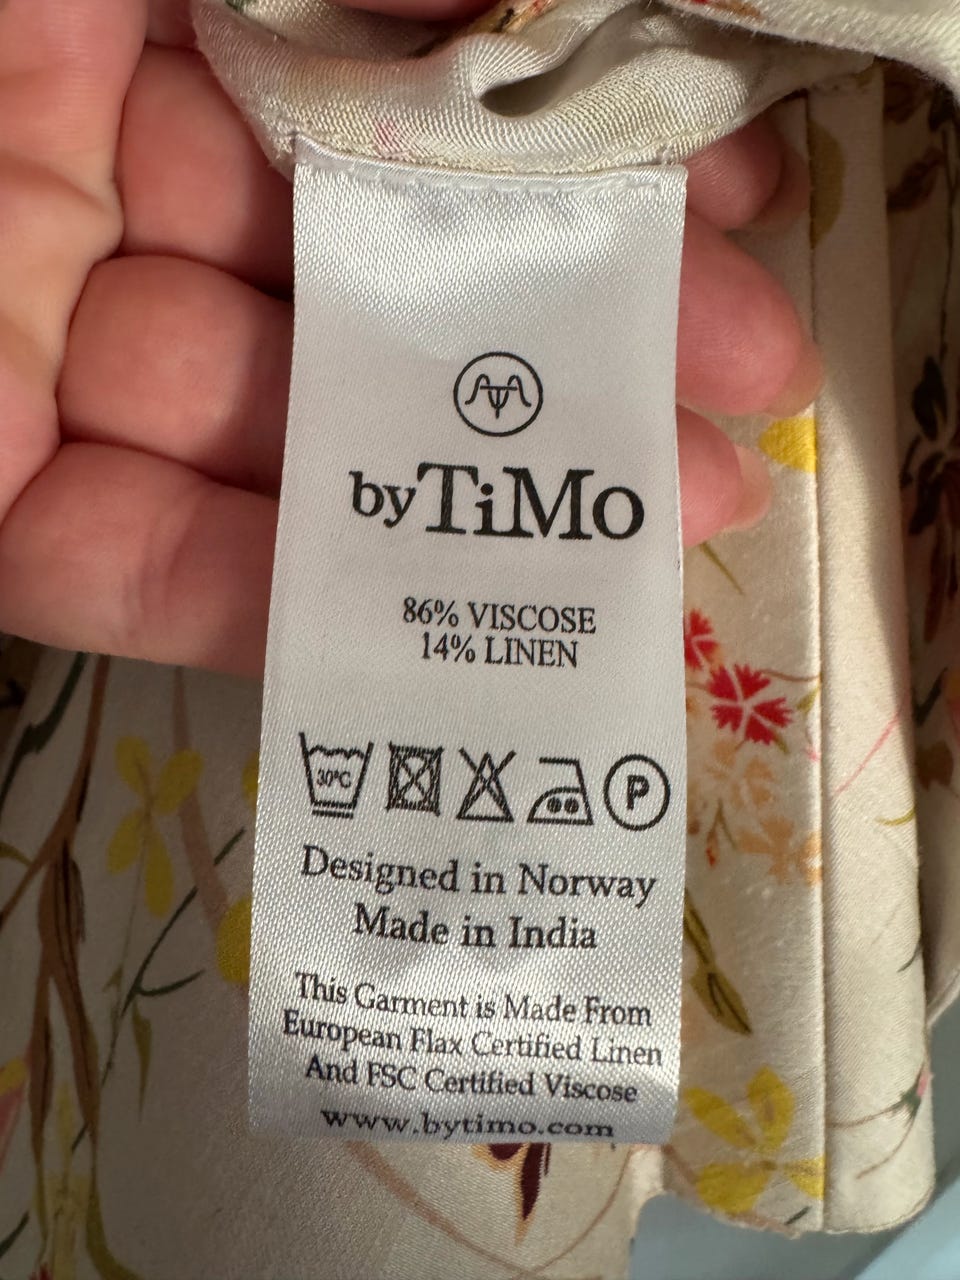 byTiMo
86% VISCOSE
14% LINEN
30°C P
Designed in Norway
Made in India
This Garment is Made From
European Flax Certified Linen
And FSC Certified Viscose
www.bytimo.com